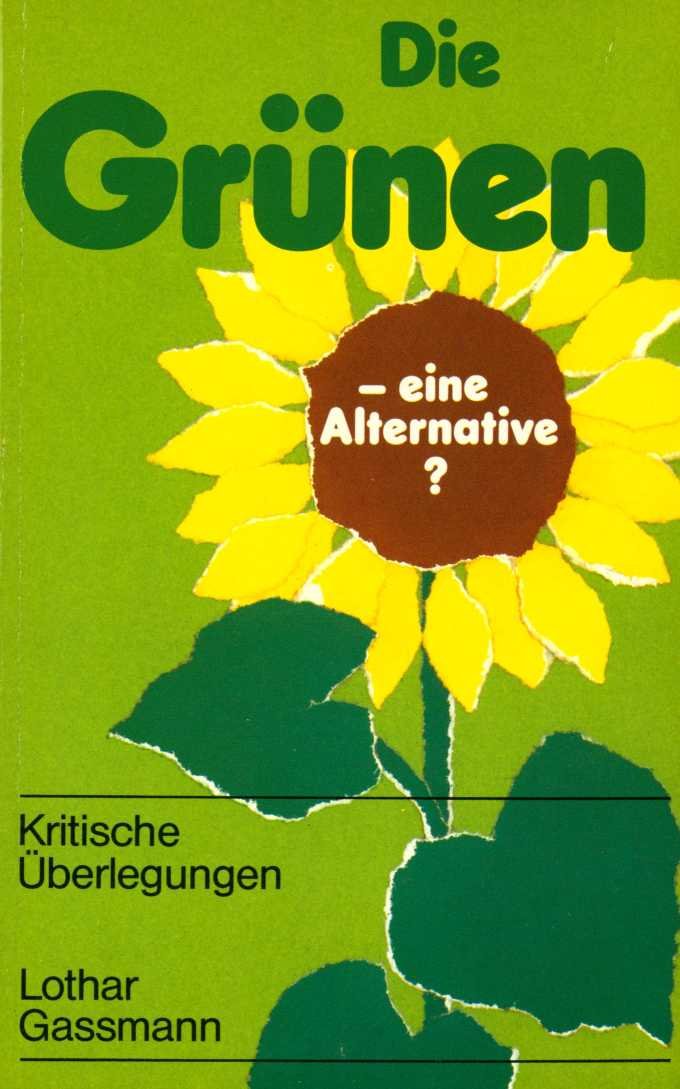 Die
Grünen
– eine
Alternative
?
Kritische
Überlegungen
Lothar
Gassmann